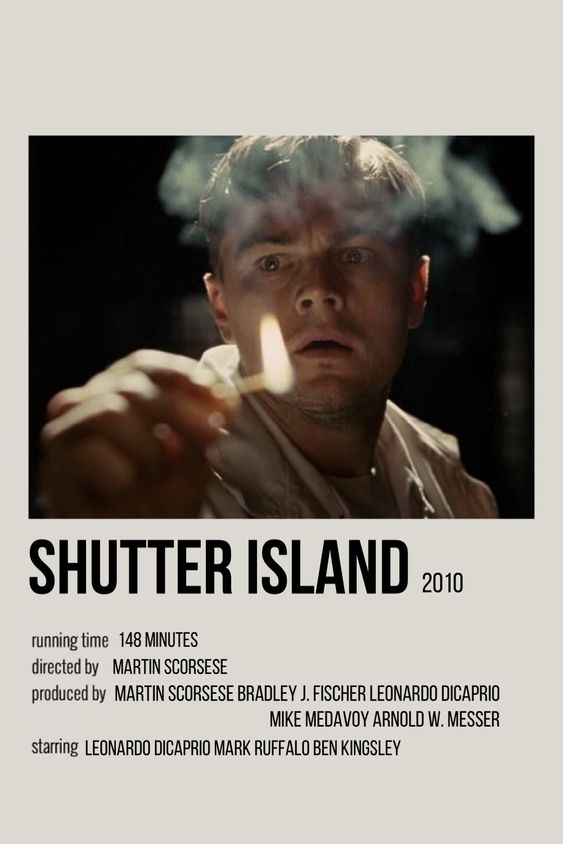 SHUTTER ISLAND 2010
running time 148 MINUTES
directed by MARTIN SCORSESE
produced by MARTIN SCORSESE BRADLEY J. FISCHER LEONARDO DICAPRIO
MIKE MEDAVOY ARNOLD W. MESSER
starring LEONARDO DICAPRIO MARK RUFFALO BEN KINGSLEY